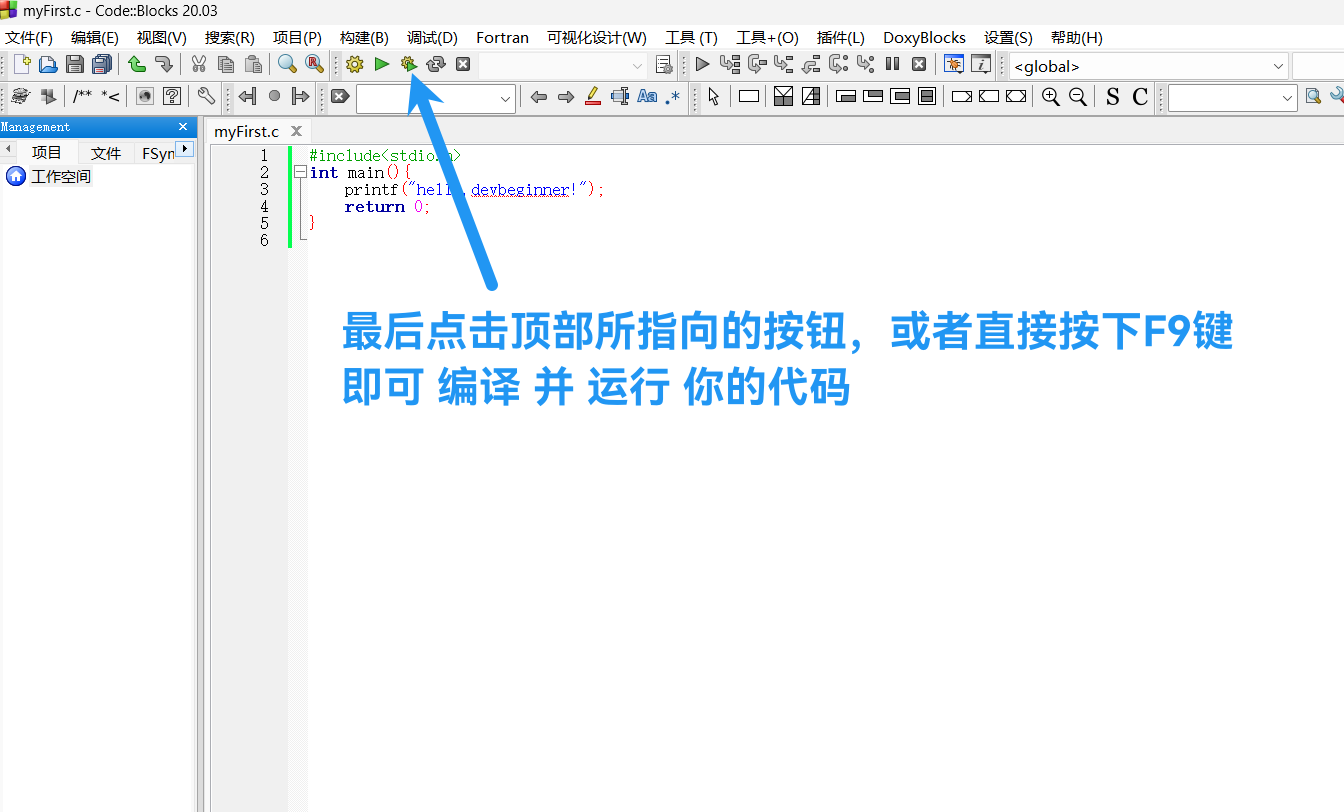 myFirst.c - Code::Blocks 20.03
文件(F) 编辑(E) 视图(V) 搜索(R) 项目(P) 构建(B) 调试(D) Fortran 可视化设计(W) 工具 (T) 工具+(O) 插件(L) DoxyBlocks 设置(S) 帮助(H)
<global>
/** *< Aa .* S C
Management
项目 文件 FSyn
工作空间
myFirst.c
1 #include<stdio.h>
2 int main(){
3 printf("hello,devbeginner!");
4 return 0;
5 }
6
最后点击顶部所指向的按钮，或者直接按下F9键
即可 编译 并 运行 你的代码